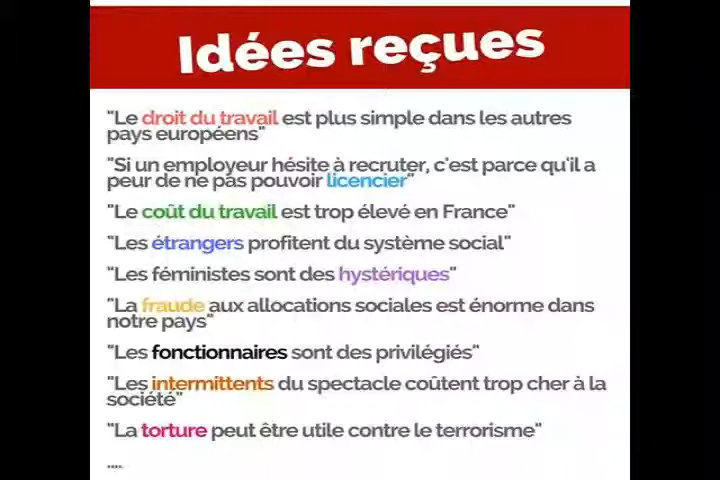 Idées reçues
"Le droit du travail est plus simple dans les autres
pays européens"
"Si un employeur hésite à recruter, c'est parce qu'il a
peur de ne pas pouvoir licencier"
"Le coût du travail est trop élevé en France"
"Les étrangers profitent du système social"
"Les féministes sont des hystériques"
"La fraude aux allocations sociales est énorme dans
notre pays"
"Les fonctionnaires sont des privilégiés"
"Les intermittents du spectacle coûtent trop cher à la
société"
"La torture peut être utile contre le terrorisme"
....